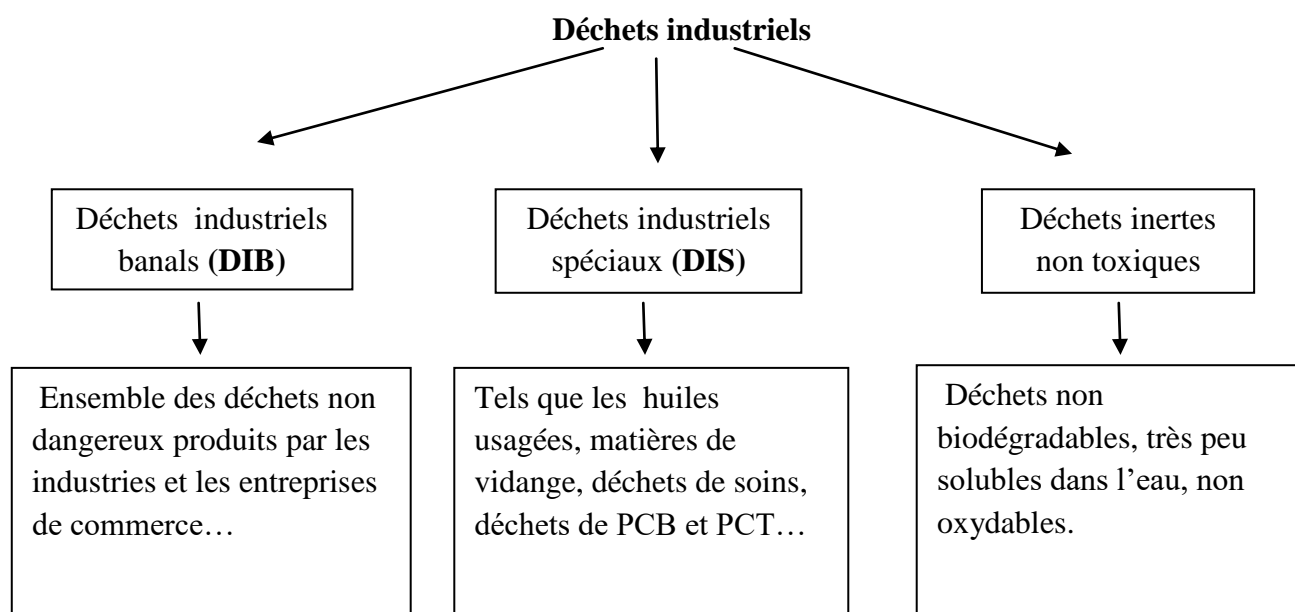 Déchets industriels
Déchets industriels
banals (DIB)
Déchets industriels
spéciaux (DIS)
Déchets inertes
non toxiques
Ensemble des déchets non
dangereux produits par les
industries et les entreprises
de commerce…
Tels que les huiles
usagées, matières de
vidange, déchets de soins,
déchets de PCB et PCT…
Déchets non
biodégradables, très peu
solubles dans l’eau, non
oxydables.